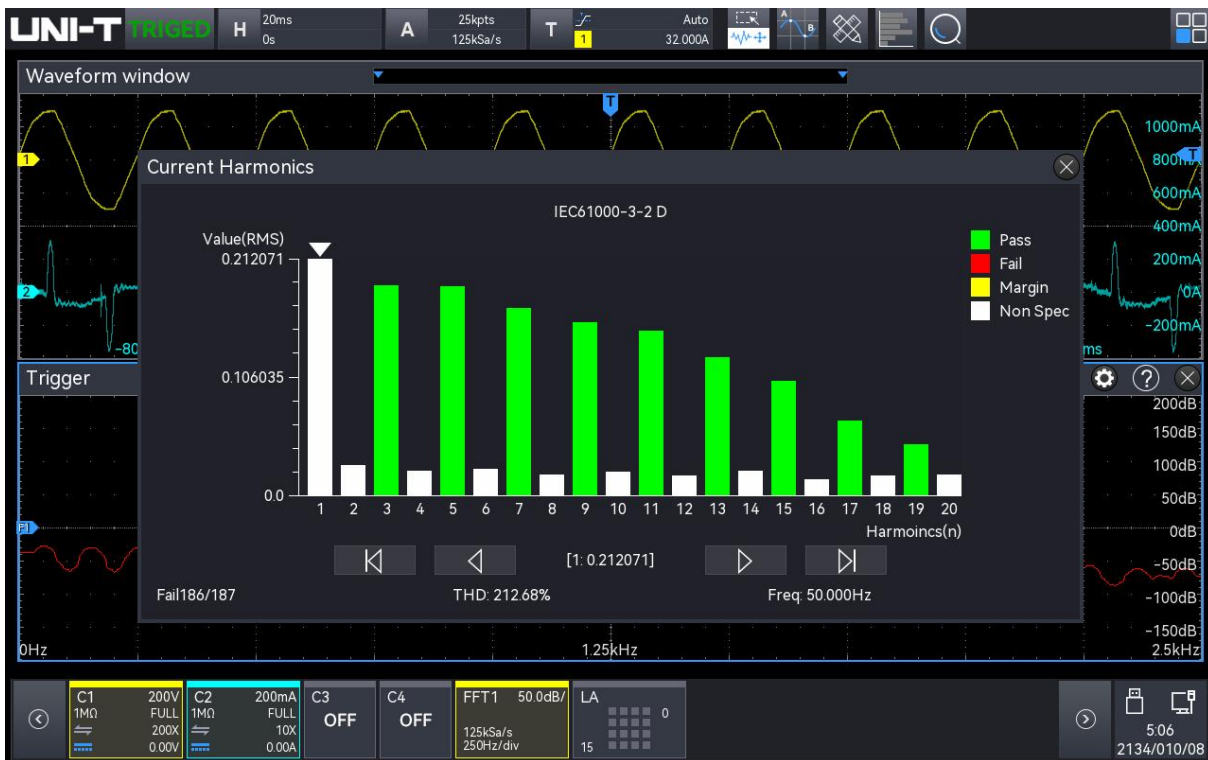 UNI-T TRIGED H 20ms A 25kpts T Auto
0s 125kSa/s 1 32.000A A B
Waveform window
T
1000mA
1 800mA T
Current Harmonics
600mA
IEC61000-3-2 D
400mA
Value(RMS) Pass
0.212071 Fail 200mA
Margin
2 0A
Non Spec
-200mA
-80 ms
Trigger 0.106035 ?
200dB
150dB
100dB
50dB
0.0
1 2 3 4 5 6 7 8 9 10 11 12 13 14 15 16 17 18 19 20
Harmoincs(n)
F1 0dB
[1: 0.212071] -50dB
Fail186/187 THD: 212.68% Freq: 50.000Hz -100dB
-150dB
0Hz 1.25kHz 2.5kHz
C1 200V C2 200mA C3 C4 FFT1 50.0dB/ LA
1MΩ FULL 1MΩ FULL OFF OFF 0
200X 10X 125kSa/s 5:06
0.00V 0.00A 250Hz/div 15 2134/010/08